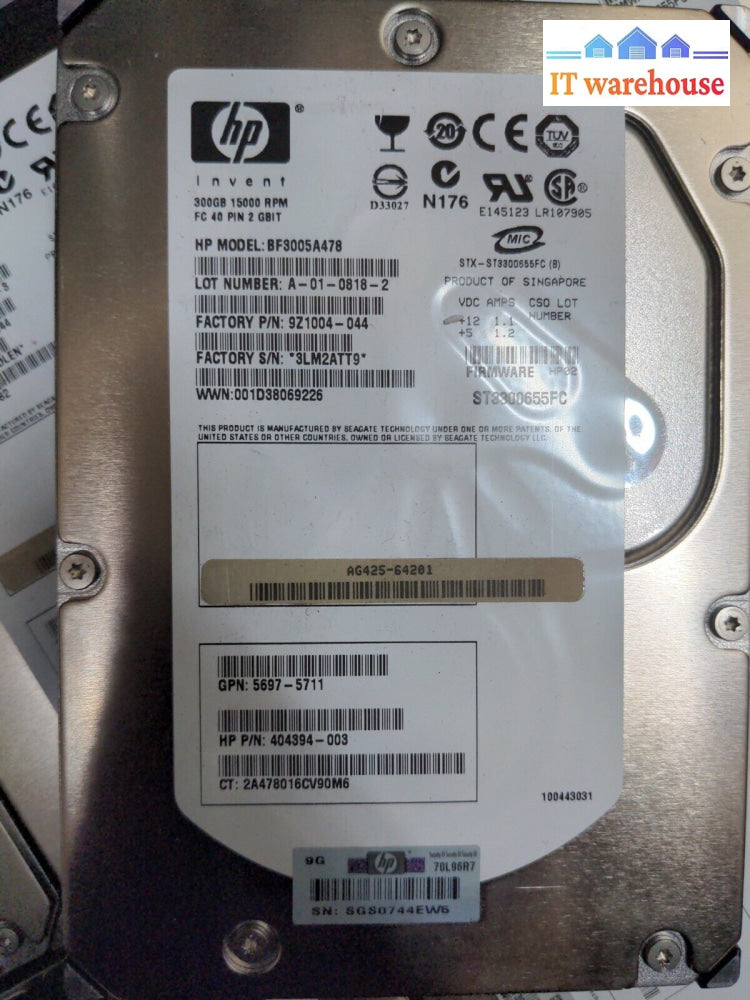 IT warehouse
hp
®
invent
300GB 15000 RPM
FC 40 PIN 2 GBIT
20
CE
TÜV
D33027
N176
E145123
LR107905
HP MODEL: BF3005A478
MIC
STX-ST3300655FC (B)
LOT NUMBER: A-01-0818-2
PRODUCT OF SINGAPORE
VDC AMPS CSO LOT
NUMBER
+12 1.1
+5 1.2
FACTORY P/N: 9Z1004-044
FACTORY S/N: *3LM2ATT9*
FIRMWARE HP02
WWN:001D38069226
ST3300655FC
THIS PRODUCT IS MANUFACTURED BY SEAGATE TECHNOLOGY UNDER ONE OR MORE PATENTS, OF THE
UNITED STATES OR OTHER COUNTRIES, OWNED OR LICENSED BY SEAGATE TECHNOLOGY LLC.
AG425-64201
GPN: 5697-5711
HP P/N: 404394-003
CT: 2A478016CV90M6
100443031
9G
hp
70L96R7
SN: SGS0744EW6
CE
N176